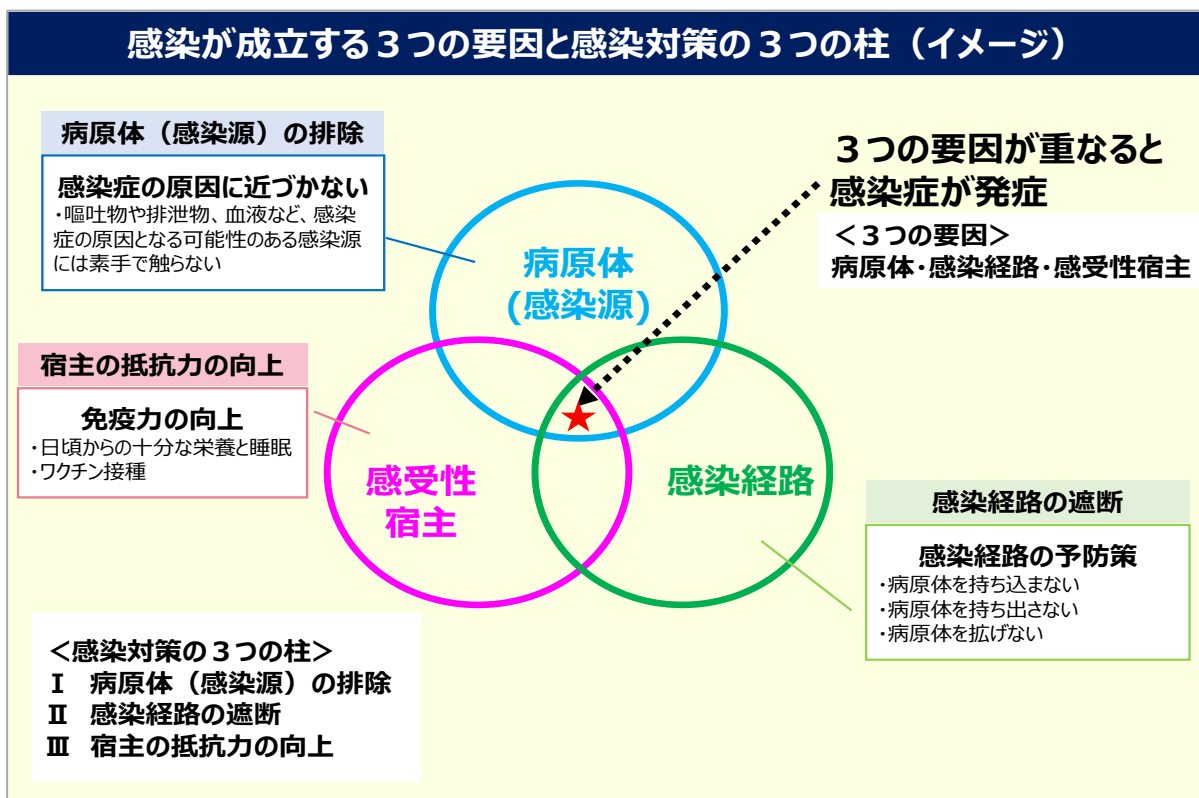 感染が成立する３つの要因と感染対策の３つの柱（イメージ）
病原体（感染源）の排除
感染症の原因に近づかない
・嘔吐物や排泄物、血液など、感染
症の原因となる可能性のある感染源
には素手で触らない
３つの要因が重なると
感染症が発症
＜３つの要因＞
病原体・感染経路・感受性宿主
病原体
(感染源)
宿主の抵抗力の向上
免疫力の向上
・日頃からの十分な栄養と睡眠
・ワクチン接種
感受性
宿主
感染経路
感染経路の遮断
感染経路の予防策
・病原体を持ち込まない
・病原体を持ち出さない
・病原体を拡げない
＜感染対策の３つの柱＞
Ⅰ　病原体（感染源）の排除
Ⅱ　感染経路の遮断
Ⅲ　宿主の抵抗力の向上